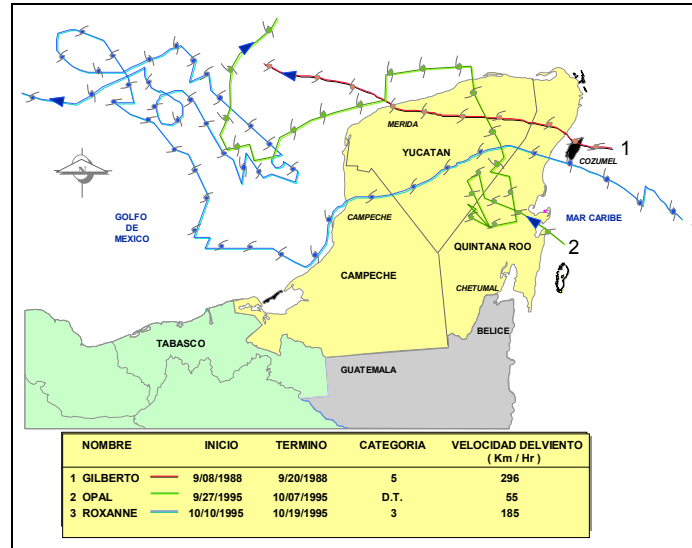 1
MERIDA
YUCATAN
COZUMEL
N
GOLFO
DE
MEXICO
CAMPECHE
MAR CARIBE
QUINTANA ROO
2
CAMPECHE
CHETUMAL
BELICE
TABASCO
GUATEMALA
NOMBRE INICIO TERMINO CATEGORIA VELOCIDAD DELVIENTO
( Km / Hr )
1 GILBERTO 9/08/1988 9/20/1988 5 296
2 OPAL 9/27/1995 10/07/1995 D.T. 55
3 ROXANNE 10/10/1995 10/19/1995 3 185